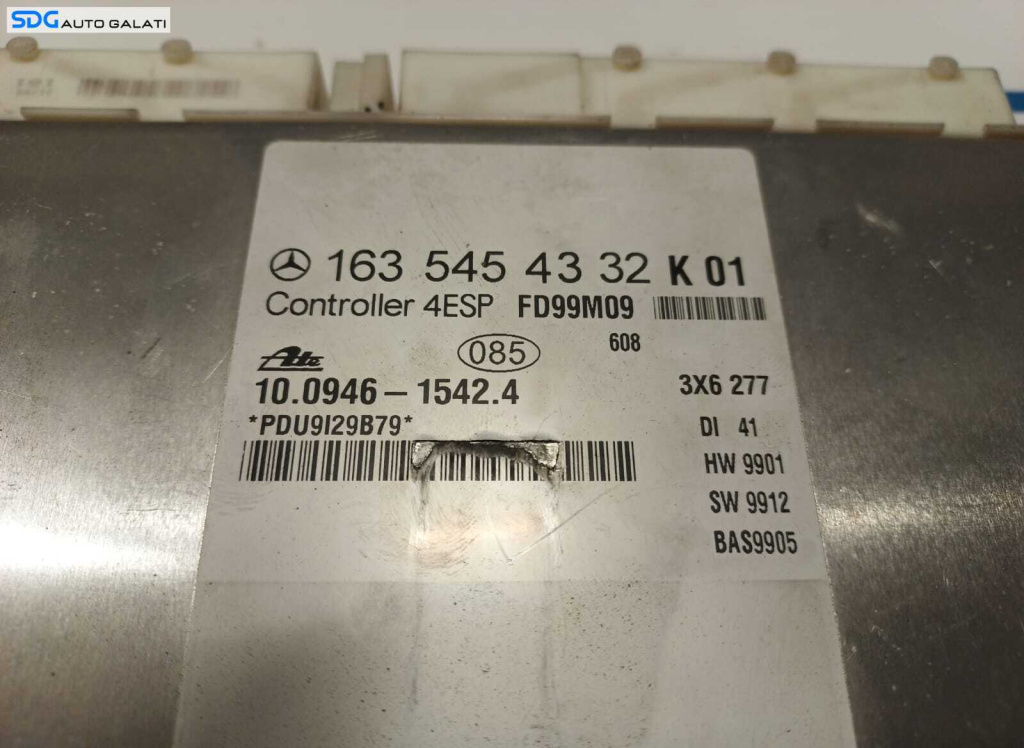 SDG AUTO GALATI
163 545 43 32 K 01
Controller 4ESP FD99M09
085 608
Ate
10.0946-1542.4 3X6 277
*PDU9I29B79* DI 41
HW 9901
SW 9912
BAS9905